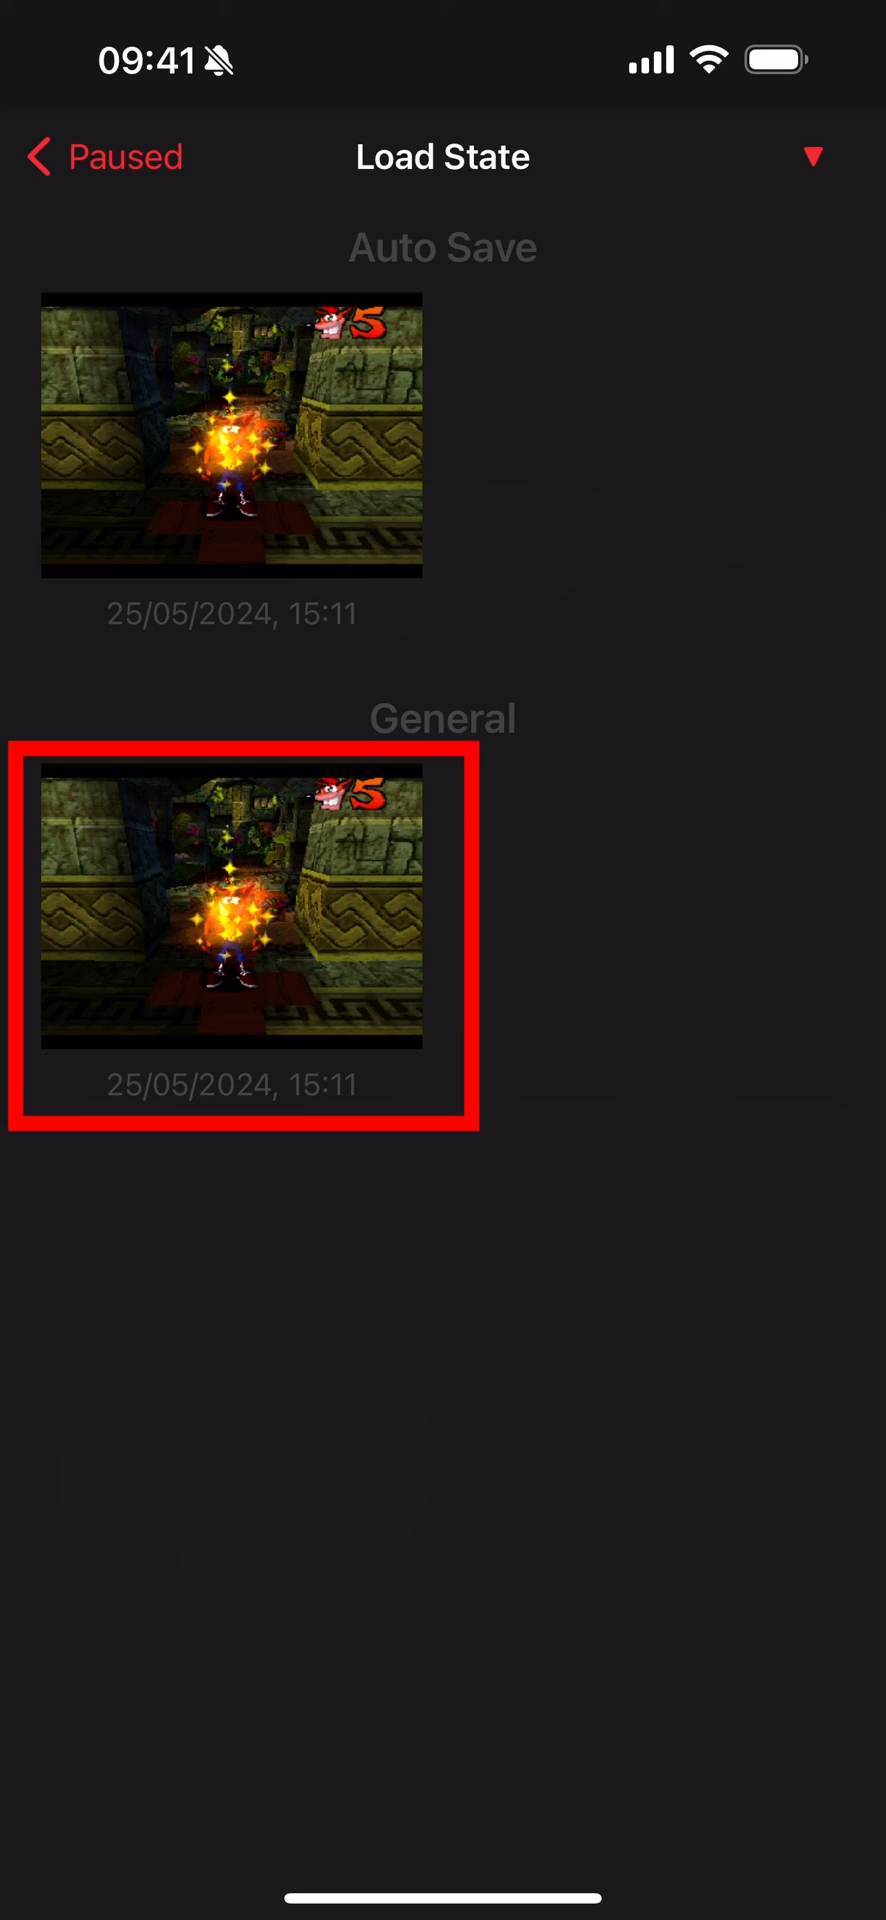 09:41
Paused
Load State
Auto Save
5
25/05/2024, 15:11
General
5
25/05/2024, 15:11